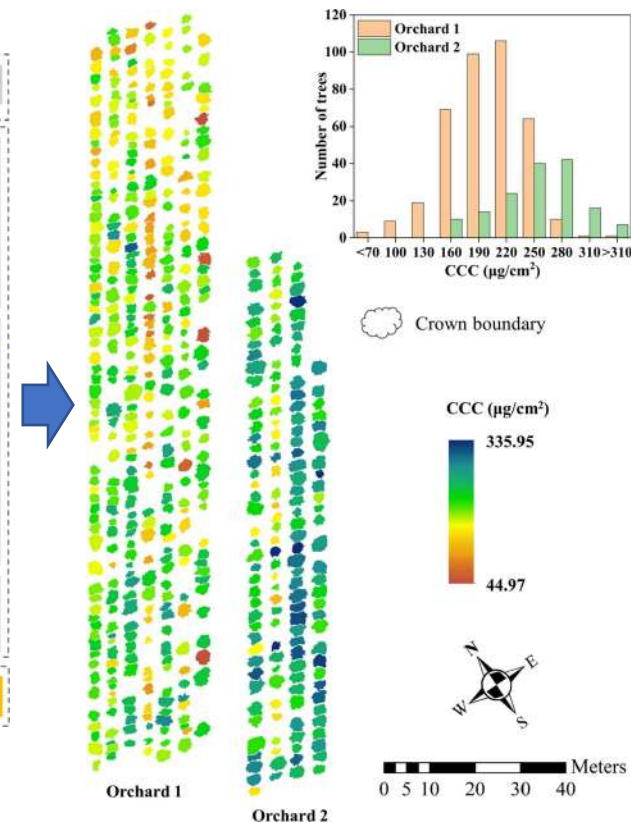 120
100
80
60
40
20
0
Number of trees
Orchard 1
Orchard 2
<70 100 130 160 190 220 250 280 310 >310
CCC (μg/cm²)
Crown boundary
CCC (μg/cm²)
335.95
44.97
N
E
W
S
Meters
0 5 10 20 30 40
Orchard 1
Orchard 2